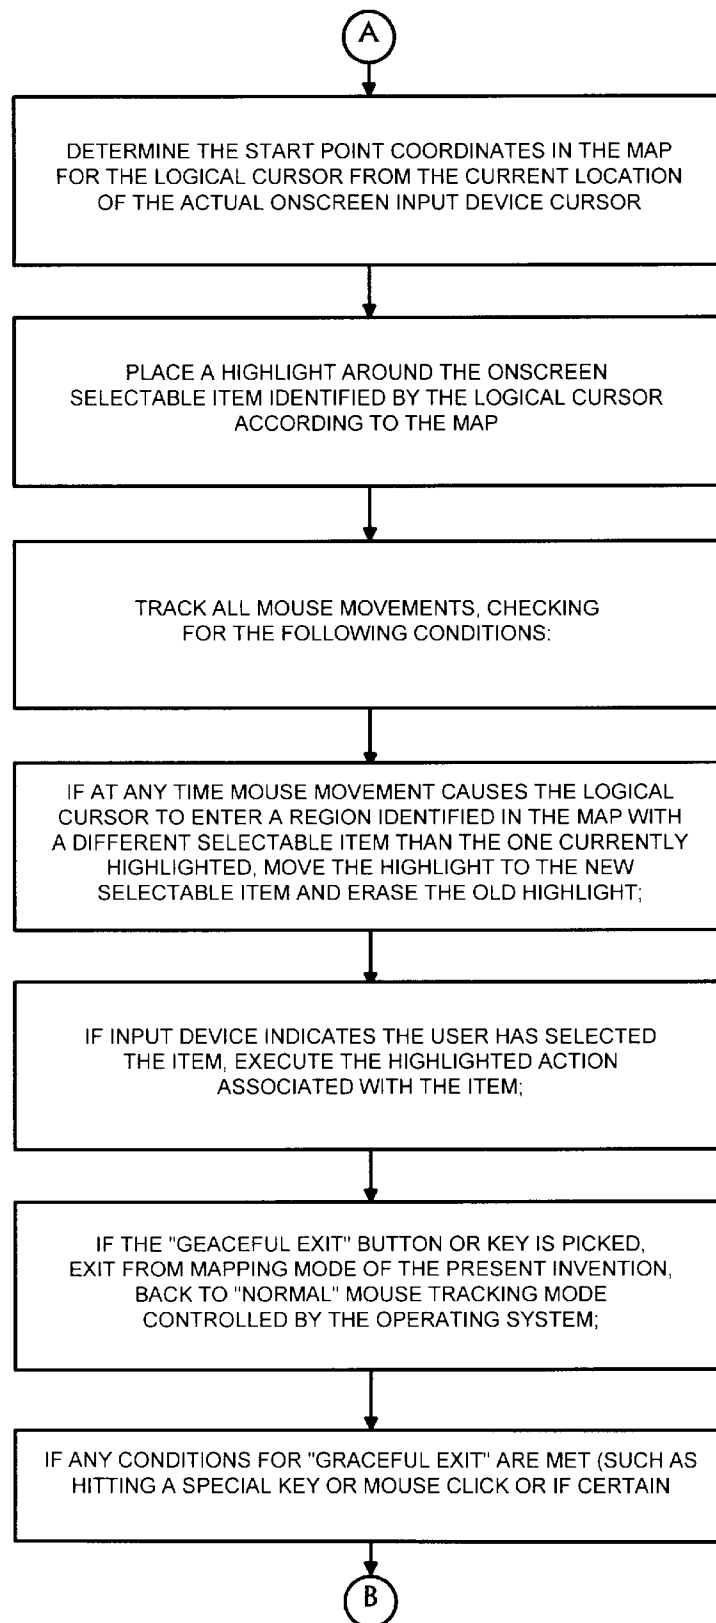 A
DETERMINE THE START POINT COORDINATES IN THE MAP
FOR THE LOGICAL CURSOR FROM THE CURRENT LOCATION
OF THE ACTUAL ONSCREEN INPUT DEVICE CURSOR
PLACE A HIGHLIGHT AROUND THE ONSCREEN
SELECTABLE ITEM IDENTIFIED BY THE LOGICAL CURSOR
ACCORDING TO THE MAP
TRACK ALL MOUSE MOVEMENTS, CHECKING
FOR THE FOLLOWING CONDITIONS:
IF AT ANY TIME MOUSE MOVEMENT CAUSES THE LOGICAL
CURSOR TO ENTER A REGION IDENTIFIED IN THE MAP WITH
A DIFFERENT SELECTABLE ITEM THAN THE ONE CURRENTLY
HIGHLIGHTED, MOVE THE HIGHLIGHT TO THE NEW
SELECTABLE ITEM AND ERASE THE OLD HIGHLIGHT;
IF INPUT DEVICE INDICATES THE USER HAS SELECTED
THE ITEM, EXECUTE THE HIGHLIGHTED ACTION
ASSOCIATED WITH THE ITEM;
IF THE "GEACEFUL EXIT" BUTTON OR KEY IS PICKED,
EXIT FROM MAPPING MODE OF THE PRESENT INVENTION,
BACK TO "NORMAL" MOUSE TRACKING MODE
CONTROLLED BY THE OPERATING SYSTEM;
IF ANY CONDITIONS FOR "GRACEFUL EXIT" ARE MET (SUCH AS
HITTING A SPECIAL KEY OR MOUSE CLICK OR IF CERTAIN
B